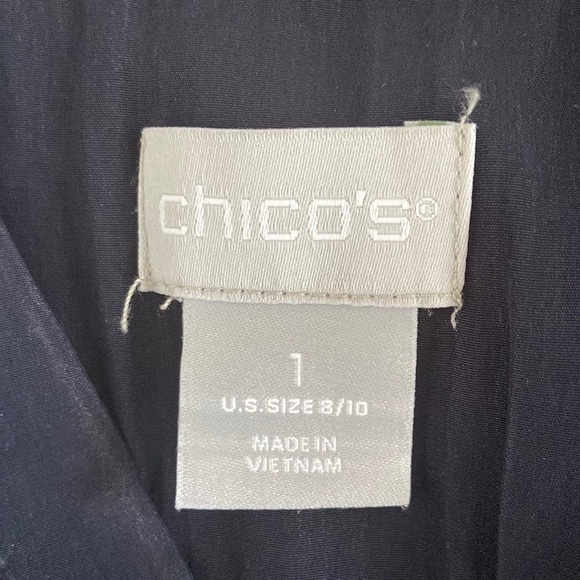 chico's®
1
U.S.SIZE 8/10
MADE IN
VIETNAM